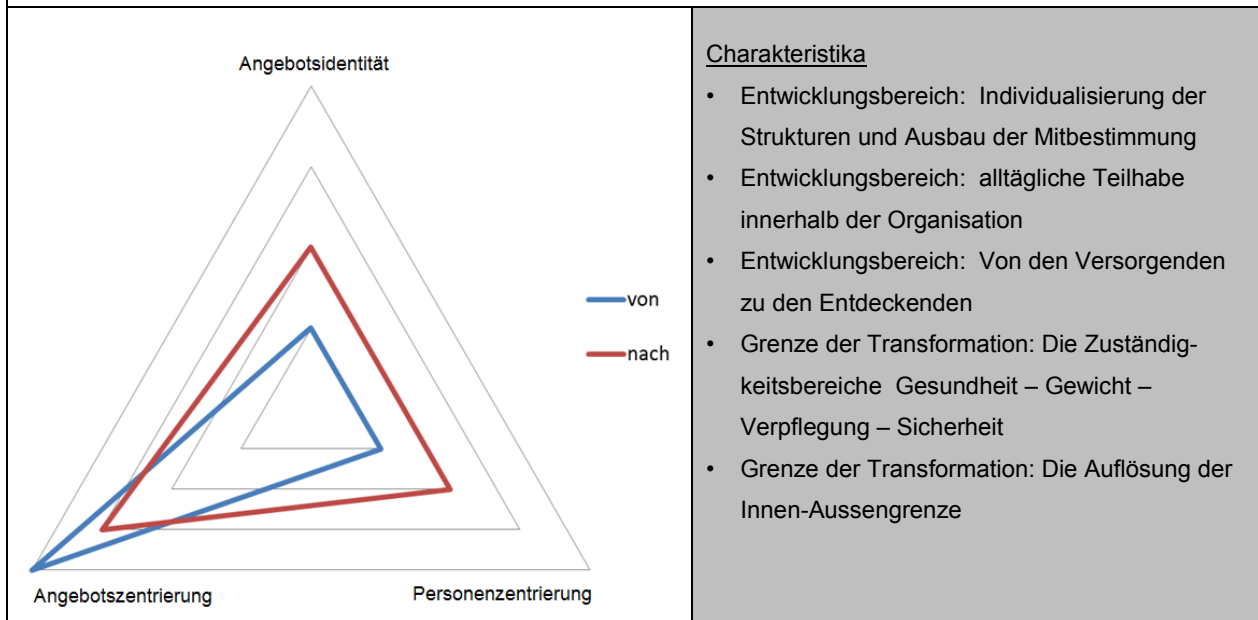 Angebotsidentität
von
nach
Angebotszentrierung
Personenzentrierung
Charakteristika
• Entwicklungsbereich: Individualisierung der
Strukturen und Ausbau der Mitbestimmung
• Entwicklungsbereich: alltägliche Teilhabe
innerhalb der Organisation
• Entwicklungsbereich: Von den Versorgenden
zu den Entdeckenden
• Grenze der Transformation: Die Zuständig-
keitsbereiche Gesundheit – Gewicht –
Verpflegung – Sicherheit
• Grenze der Transformation: Die Auflösung der
Innen-Aussengrenze